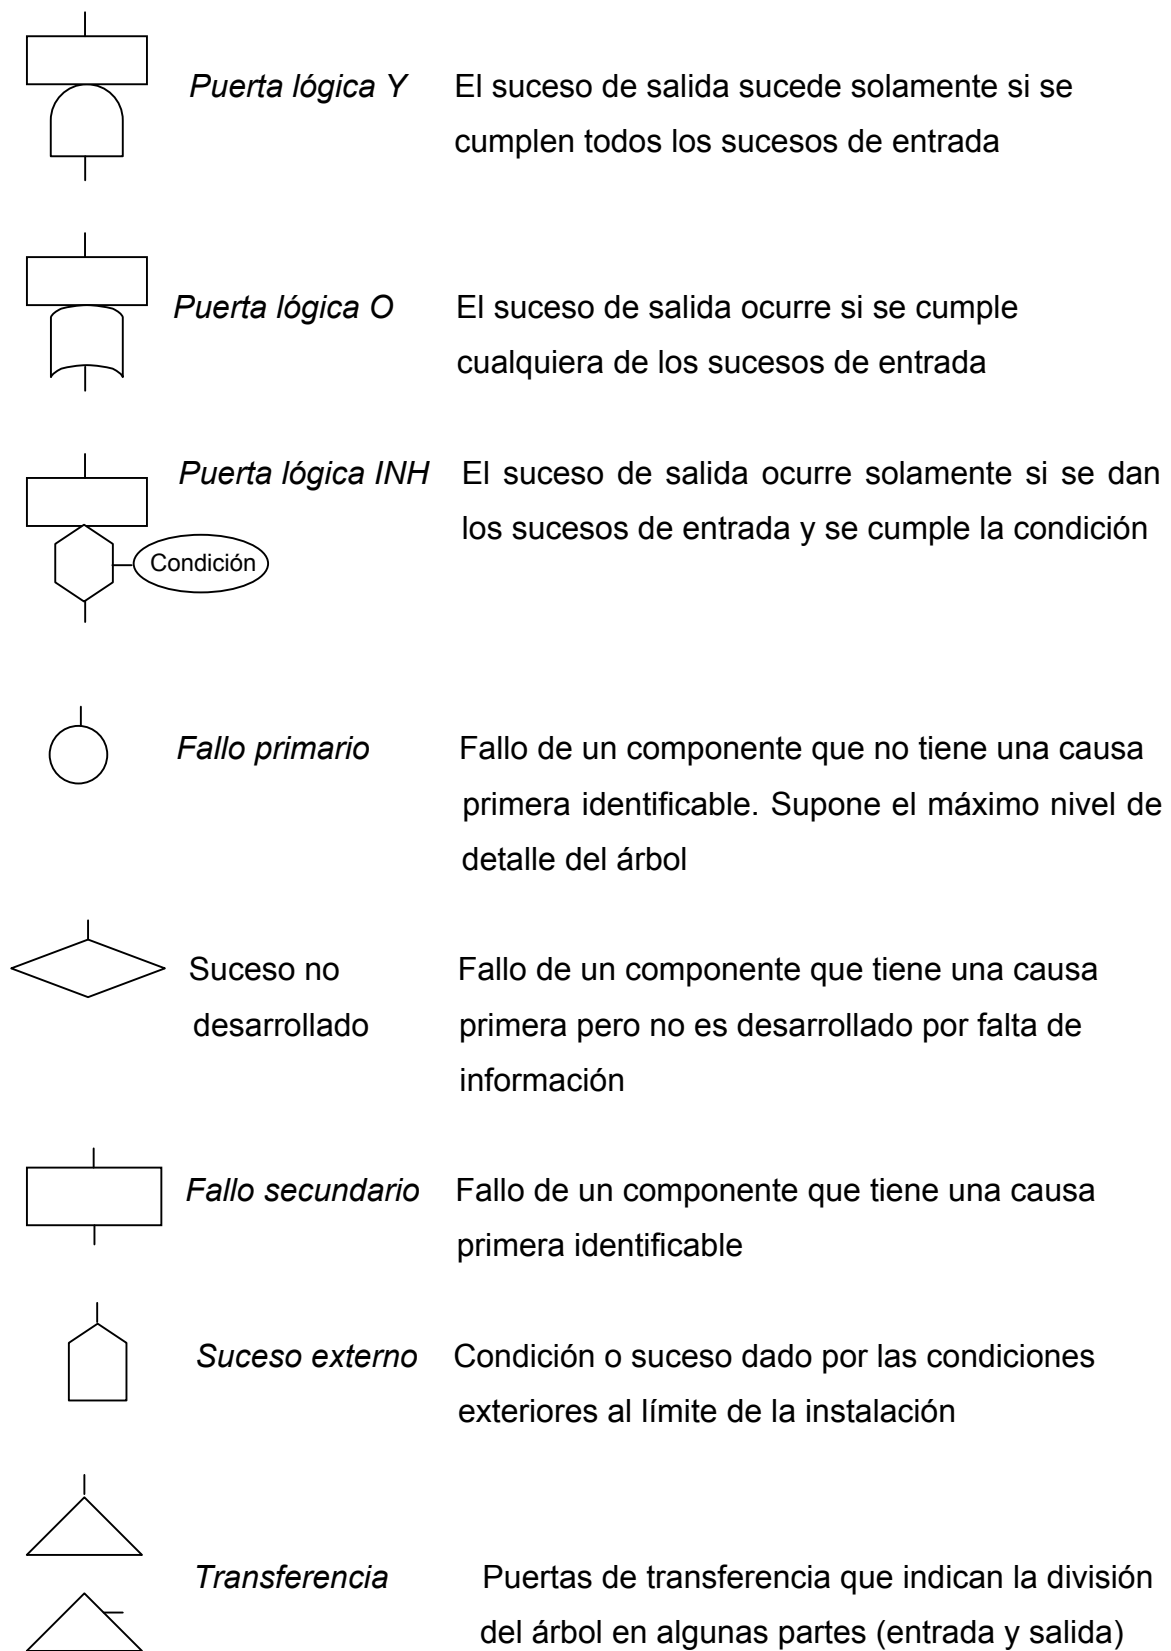 Puerta lógica Y El suceso de salida sucede solamente si se
cumplen todos los sucesos de entrada
Puerta lógica O El suceso de salida ocurre si se cumple
cualquiera de los sucesos de entrada
Puerta lógica INH El suceso de salida ocurre solamente si se dan
los sucesos de entrada y se cumple la condición
Condición
Fallo primario Fallo de un componente que no tiene una causa
primera identificable. Supone el máximo nivel de
detalle del árbol
Suceso no Fallo de un componente que tiene una causa
desarrollado primera pero no es desarrollado por falta de
información
Fallo secundario Fallo de un componente que tiene una causa
primera identificable
Suceso externo Condición o suceso dado por las condiciones
exteriores al límite de la instalación
Transferencia Puertas de transferencia que indican la división
del árbol en algunas partes (entrada y salida)